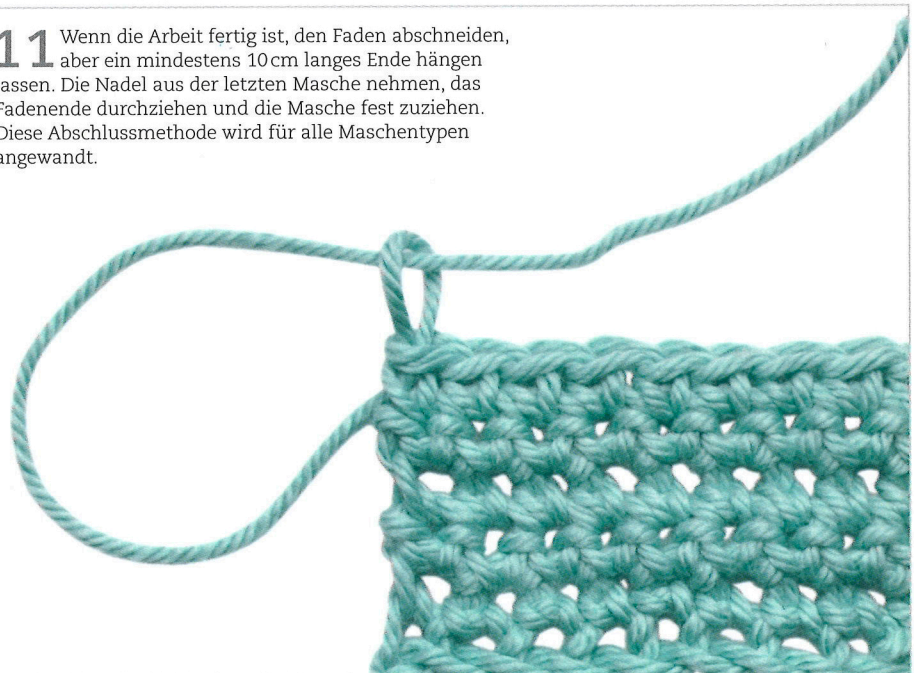 11 Wenn die Arbeit fertig ist, den Faden abschneiden,
aber ein mindestens 10 cm langes Ende hängen
lassen. Die Nadel aus der letzten Masche nehmen, das
Fadenende durchziehen und die Masche fest zuziehen.
Diese Abschlussmethode wird für alle Maschentypen
angewandt.